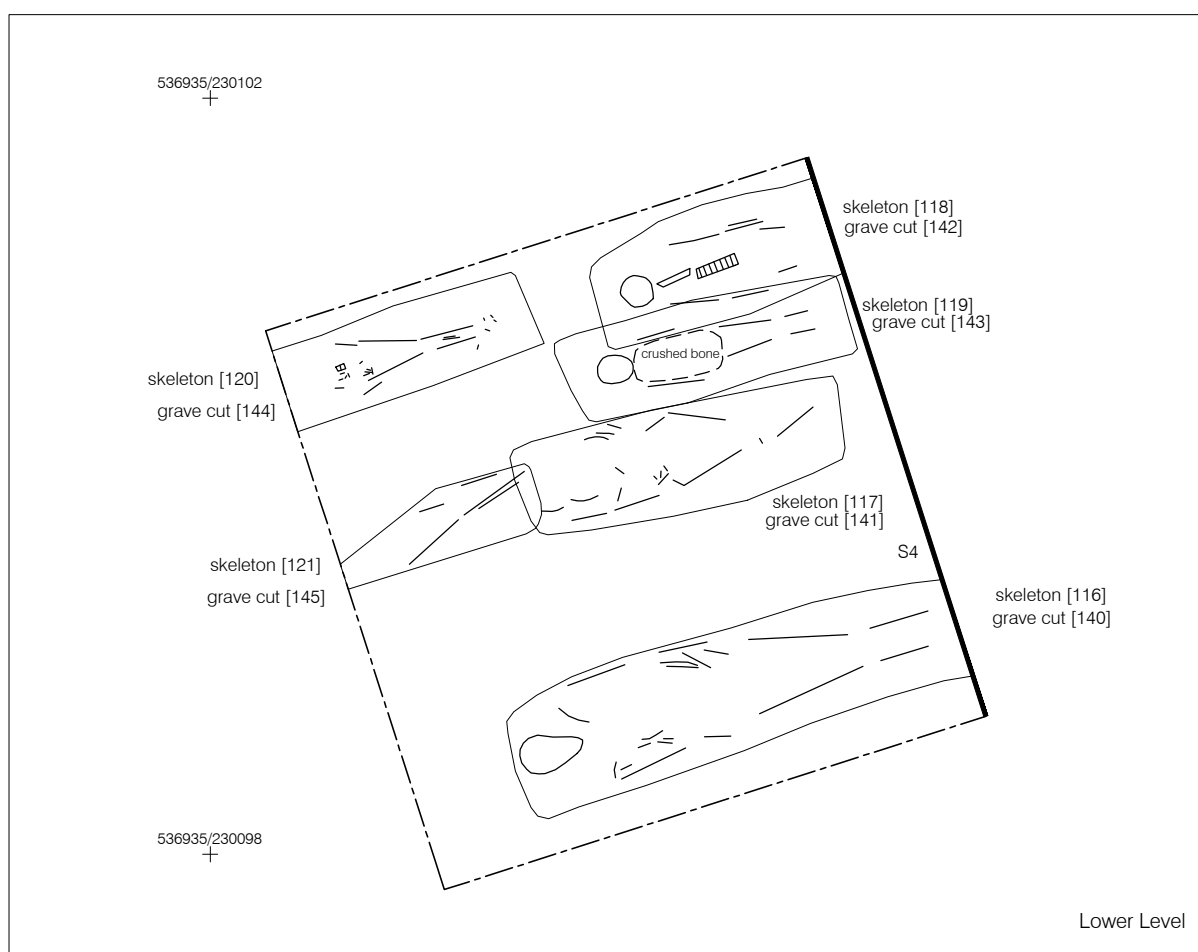 536935/230102
skeleton [118]
grave cut [142]
skeleton [119]
grave cut [143]
crushed bone
skeleton [120]
grave cut [144]
skeleton [117]
grave cut [141]
S4
skeleton [121]
grave cut [145]
skeleton [116]
grave cut [140]
536935/230098
Lower Level